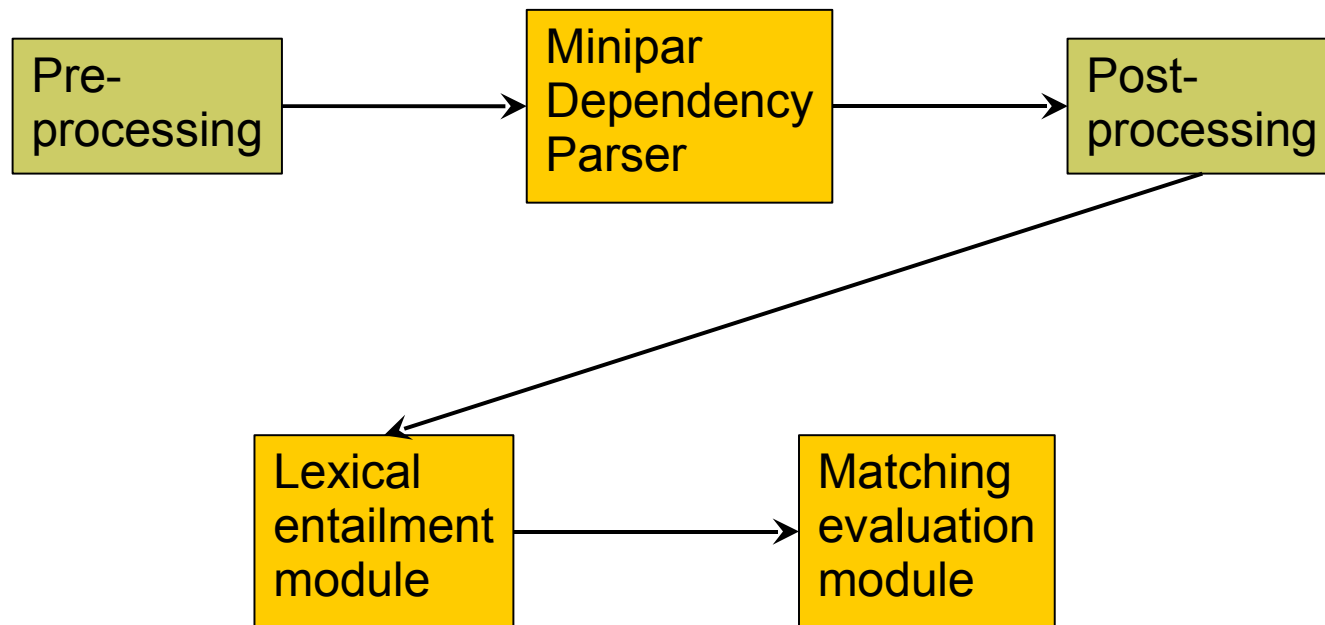 Pre-
processing
Minipar
Dependency
Parser
Post-
processing
Lexical
entailment
module
Matching
evaluation
module